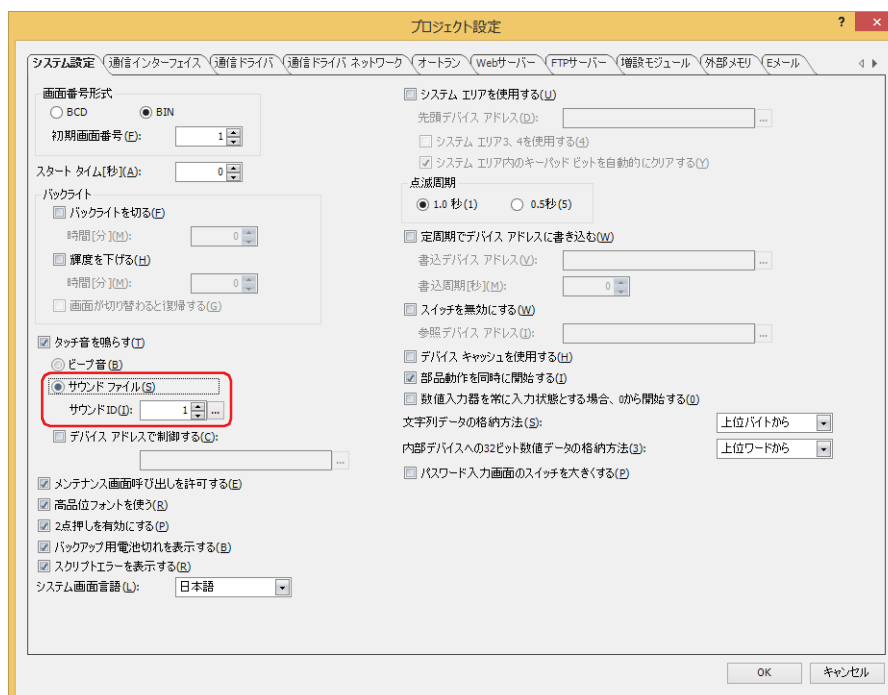 プロジェクト設定
? ×
システム設定 通信インターフェイス 通信ドライバ 通信ドライバ ネットワーク オートラン Webサーバー FTPサーバー 増設モジュール 外部メモリ Eメール
画面番号形式
BCD BIN
初期画面番号(F): 1
スタート タイム[秒](A): 0
バックライト
バックライトを切る(F)
時間[分](M): 0
輝度を下げる(H)
時間[分](M): 0
画面が切り替わると復帰する(G)
タッチ音を鳴らす(T)
ビープ音(B)
サウンド ファイル(S)
サウンドID(I): 1 ...
デバイス アドレスで制御する(C):
...
メンテナンス画面呼び出しを許可する(E)
高品位フォントを使う(R)
2点押しを有効にする(P)
バックアップ用電池切れを表示する(B)
スクリプトエラーを表示する(R)
システム画面言語(L): 日本語
システム エリアを使用する(U)
先頭デバイス アドレス(D): ...
システム エリア3、4を使用する(4)
システム エリア内のキーパッド ビットを自動的にクリアする(Y)
点滅周期
1.0 秒(1) 0.5秒(5)
定周期でデバイス アドレスに書き込む(W)
書込デバイス アドレス(V): ...
書込周期[秒](M): 0
スイッチを無効にする(W)
参照デバイス アドレス(I): ...
デバイス キャッシュを使用する(H)
部品動作を同時に開始する(I)
数値入力器を常に入力状態とする場合、0から開始する(0)
文字列データの格納方法(S): 上位バイトから
内部デバイスへの32ビット数値データの格納方法(3): 上位ワードから
パスワード入力画面のスイッチを大きくする(P)
OK キャンセル